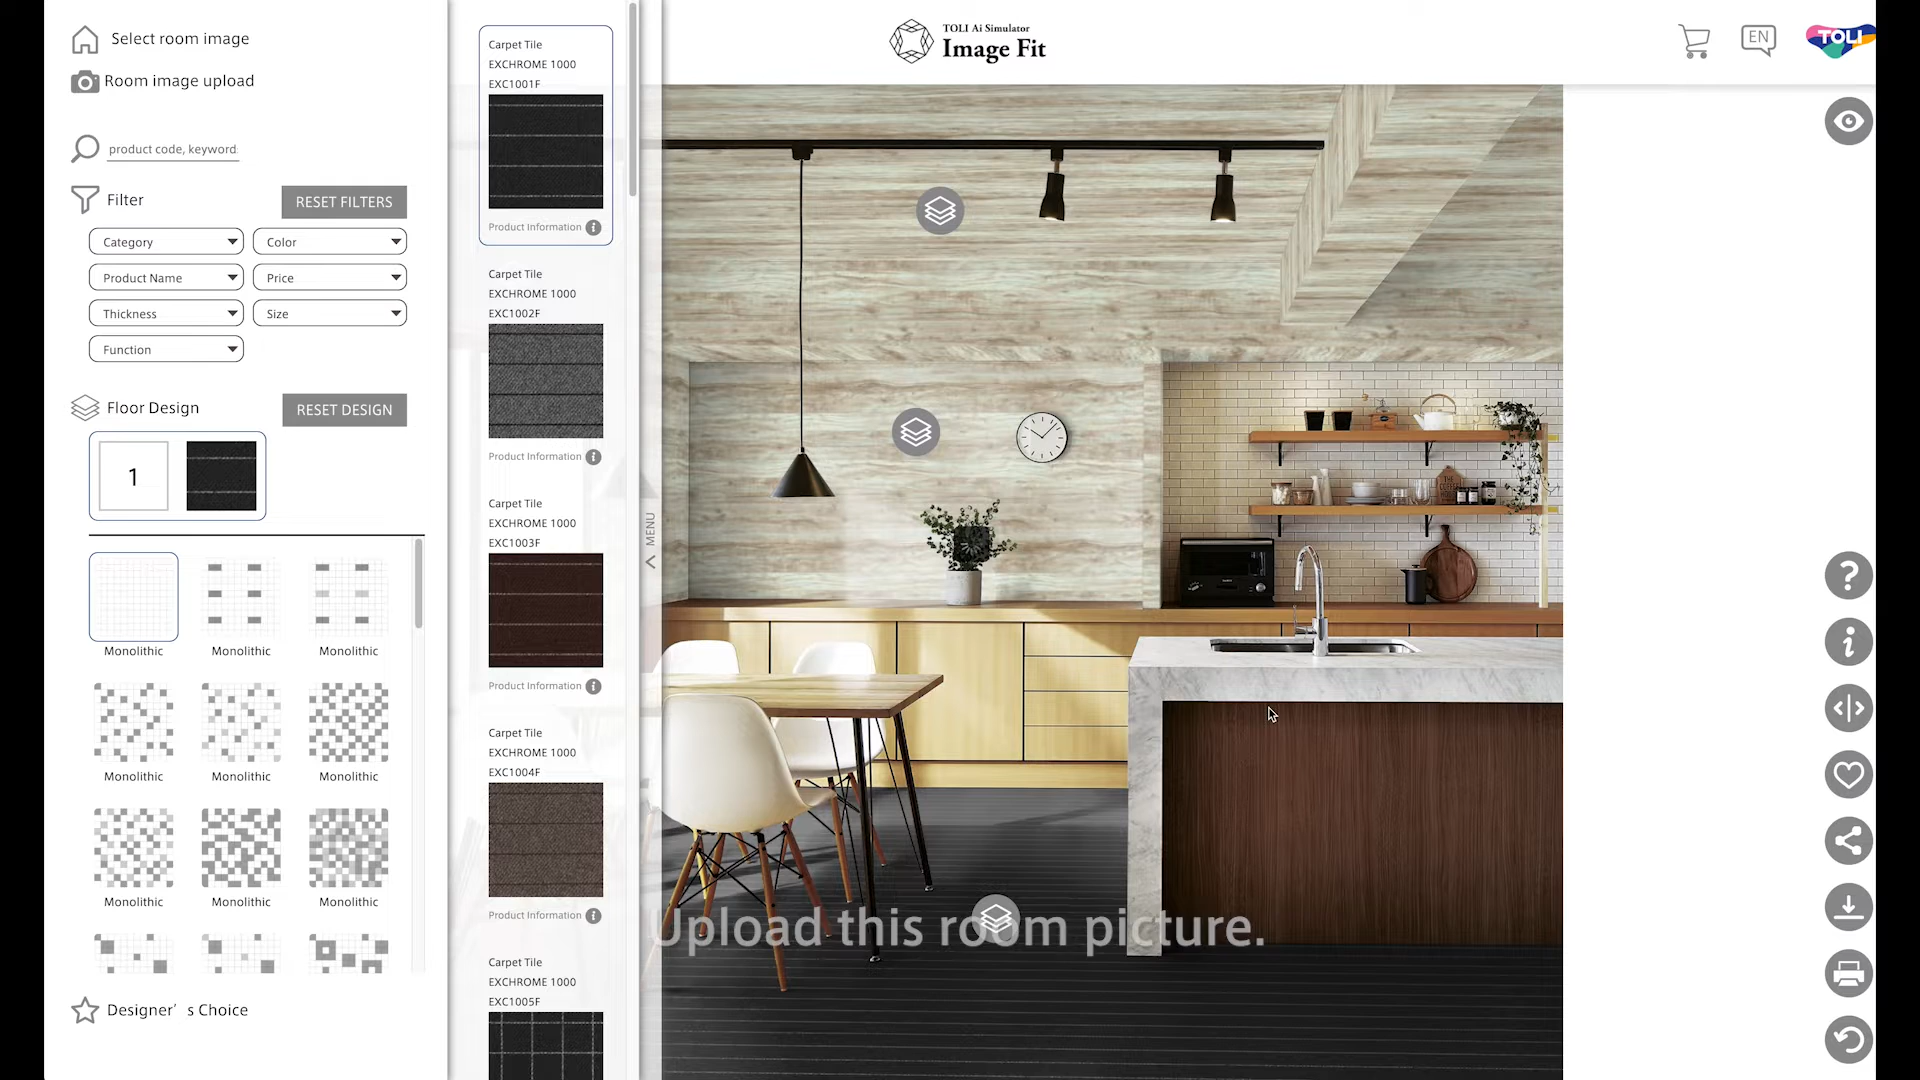 Select room image
Room image upload
product code, keyword.
Filter
RESET FILTERS
Category
Color
Product Name
Price
Thickness
Size
Function
Floor Design
RESET DESIGN
1
Monolithic
Monolithic
Monolithic
Monolithic
Monolithic
Monolithic
Monolithic
Monolithic
Monolithic
Designer’s Choice
Carpet Tile
EXCHROME 1000
EXC1001F
Product Information
Carpet Tile
EXCHROME 1000
EXC1002F
Product Information
Carpet Tile
EXCHROME 1000
EXC1003F
Product Information
Carpet Tile
EXCHROME 1000
EXC1004F
Product Information
Carpet Tile
EXCHROME 1000
EXC1005F
MENU
TOLI Ai Simulator
Image Fit
EN
TOLI
Upload this room picture.